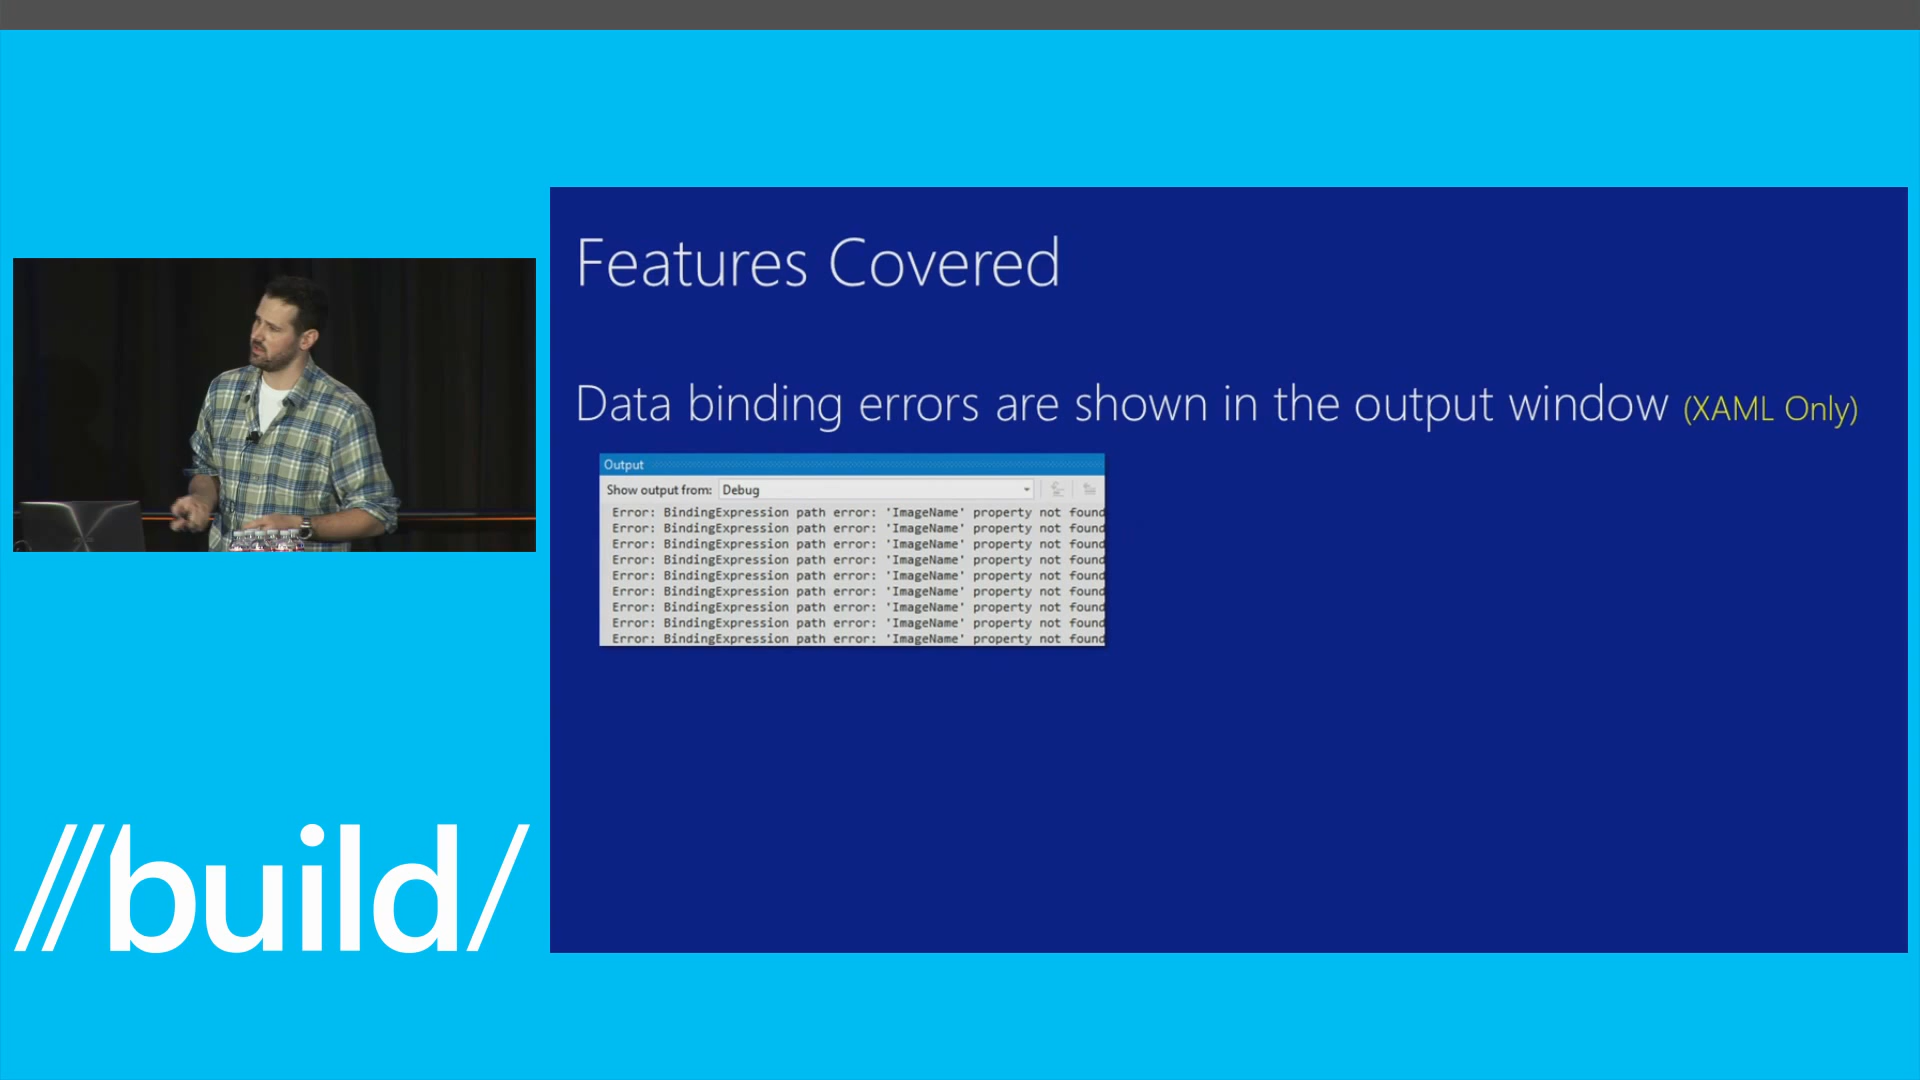 Features Covered
Data binding errors are shown in the output window (XAML Only)
Output
Show output from: Debug
Error: BindingExpression path error: 'ImageName' property not found
Error: BindingExpression path error: 'ImageName' property not found
Error: BindingExpression path error: 'ImageName' property not found
Error: BindingExpression path error: 'ImageName' property not found
Error: BindingExpression path error: 'ImageName' property not found
Error: BindingExpression path error: 'ImageName' property not found
Error: BindingExpression path error: 'ImageName' property not found
Error: BindingExpression path error: 'ImageName' property not found
Error: BindingExpression path error: 'ImageName' property not found
//build/